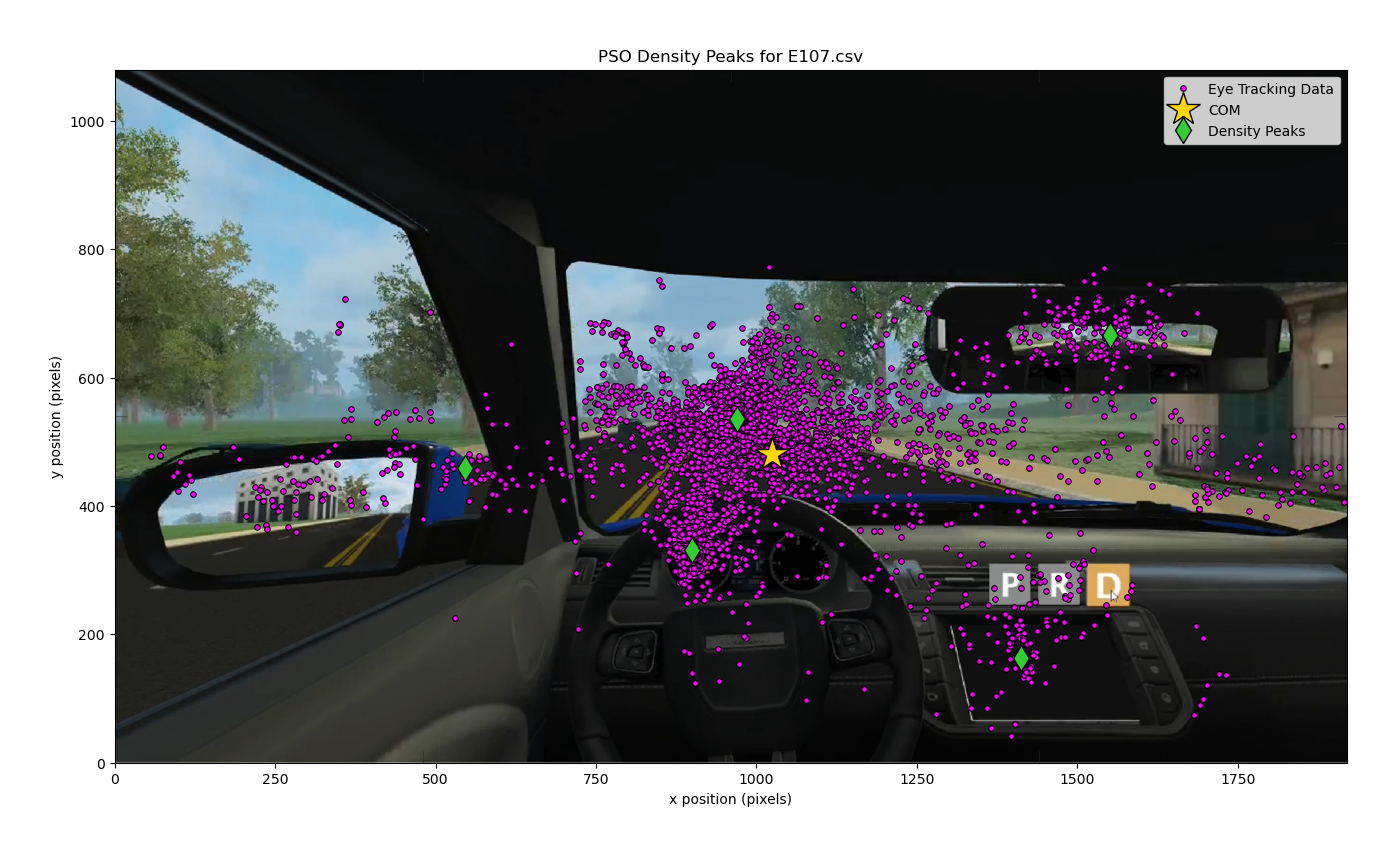 PSO Density Peaks for E107.csv
Eye Tracking Data
COM
Density Peaks
y position (pixels)
1000
800
600
400
200
0
P R D
0 250 500 750 1000 1250 1500 1750
x position (pixels)